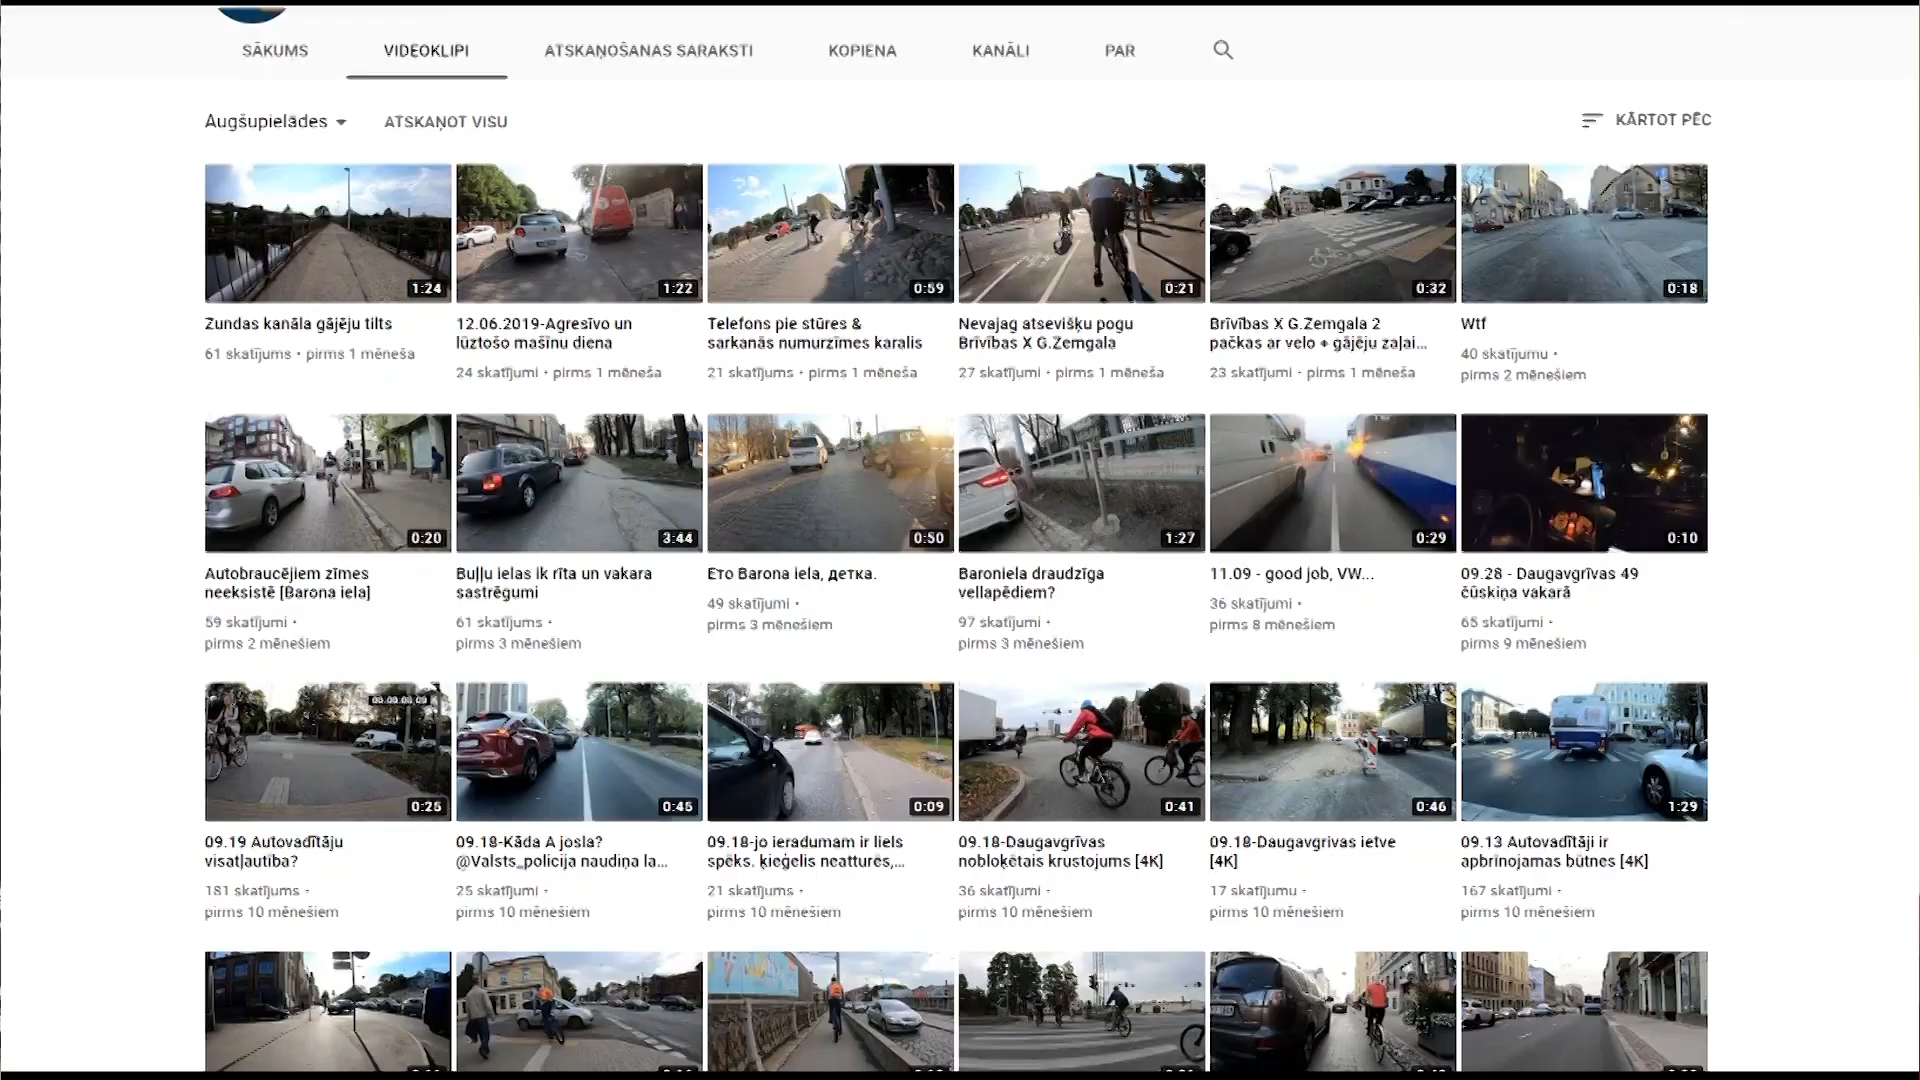 SĀKUMS
VIDEOKLIPI
ATSKAŅOŠANAS SARAKSTI
KOPIENA
KANĀLI
PAR
Augšupielādes
ATSKAŅOT VISU
KĀRTOT PĒC
1:24
1:22
0:59
0:21
0:32
0:18
Zundas kanāla gājēju tilts
61 skatījums • pirms 1 mēneša
12.06.2019-Agresīvo un
lūztošo mašīnu diena
24 skatījumi • pirms 1 mēneša
Telefons pie stūres &
sarkanās numurzīmes karalis
21 skatījums • pirms 1 mēneša
Nevajag atsevišķu pogu
Brīvības X G.Zemgala
27 skatījumi • pirms 1 mēneša
Brīvības X G.Zemgala 2
pačkas ar velo + gājēju zaļai...
23 skatījumi • pirms 1 mēneša
Wtf
40 skatījumu •
pirms 2 mēnešiem
0:20
3:44
0:50
1:27
0:29
0:10
Autobraucējiem zīmes
neeksistē [Barona iela]
59 skatījumi •
pirms 2 mēnešiem
Buļļu ielas ik rīta un vakara
sastrēgumi
61 skatījums •
pirms 3 mēnešiem
Ето Barona iela, детка.
49 skatījumi •
pirms 3 mēnešiem
Baroniela draudzīga
vellapēdiem?
97 skatījumi •
pirms 3 mēnešiem
11.09 - good job, VW...
36 skatījumi •
pirms 8 mēnešiem
09.28 - Daugavgrīvas 49
čūskiņa vakarā
65 skatījumi •
pirms 9 mēnešiem
0:25
0:45
0:09
0:41
0:46
1:29
09.19 Autovadītāju
visatļautība?
181 skatījums •
pirms 10 mēnešiem
09.18-Kāda A josla?
@Valsts_policija naudiņa la...
25 skatījumi •
pirms 10 mēnešiem
09.18-jo ieradumam ir liels
spēks. ķieģelis neatturēs,...
21 skatījums •
pirms 10 mēnešiem
09.18-Daugavgrīvas
nobloķētais krustojums [4K]
36 skatījumi •
pirms 10 mēnešiem
09.18-Daugavgrivas ietve
[4K]
17 skatījumu •
pirms 10 mēnešiem
09.13 Autovadītāji ir
apbrīnojamas būtnes [4K]
167 skatījumi •
pirms 10 mēnešiem